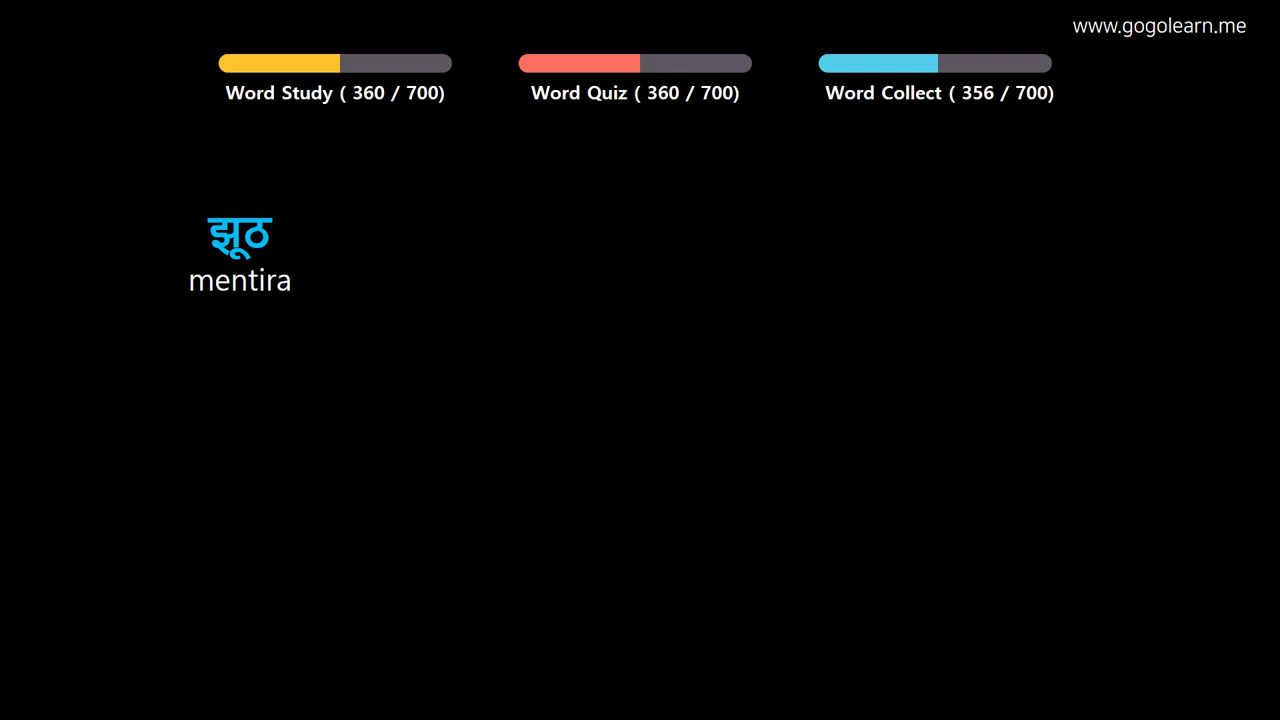 www.gogolearn.me
Word Study ( 360 / 700)
Word Quiz ( 360 / 700)
Word Collect ( 356 / 700)
झूठ
mentira